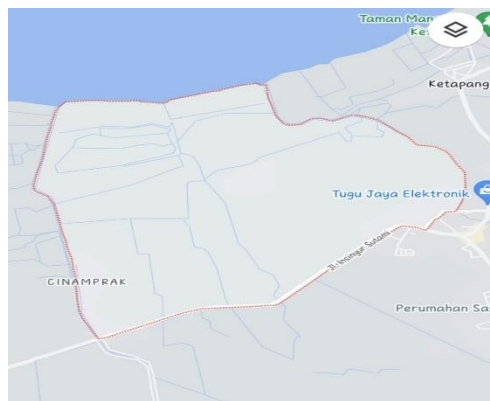 Taman Man
Ke
Ketapang
Tugu Jaya Elektronik
Jl. Insinyur Sutami
CINAMPRAK
Perumahan Sa